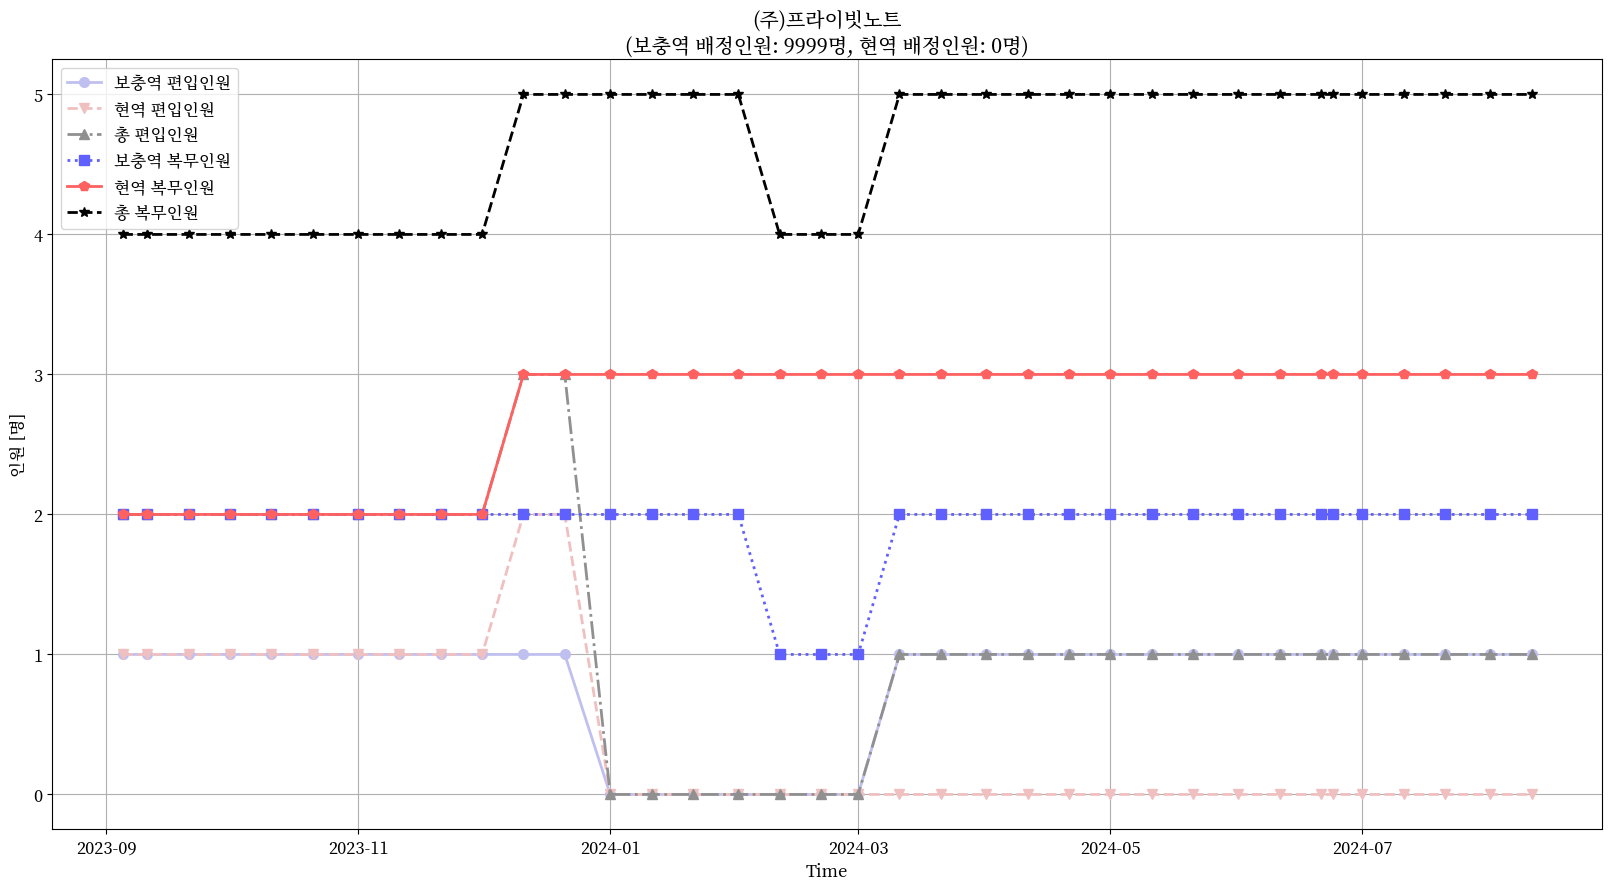 (주)프라이빗노트
(보충역 배정인원: 9999명, 현역 배정인원: 0명)
보충역 편입인원
현역 편입인원
총 편입인원
보충역 복무인원
현역 복무인원
총 복무인원
5
4
3
2
1
0
인원 [명]
2023-09
2023-11
2024-01
2024-03
2024-05
2024-07
Time